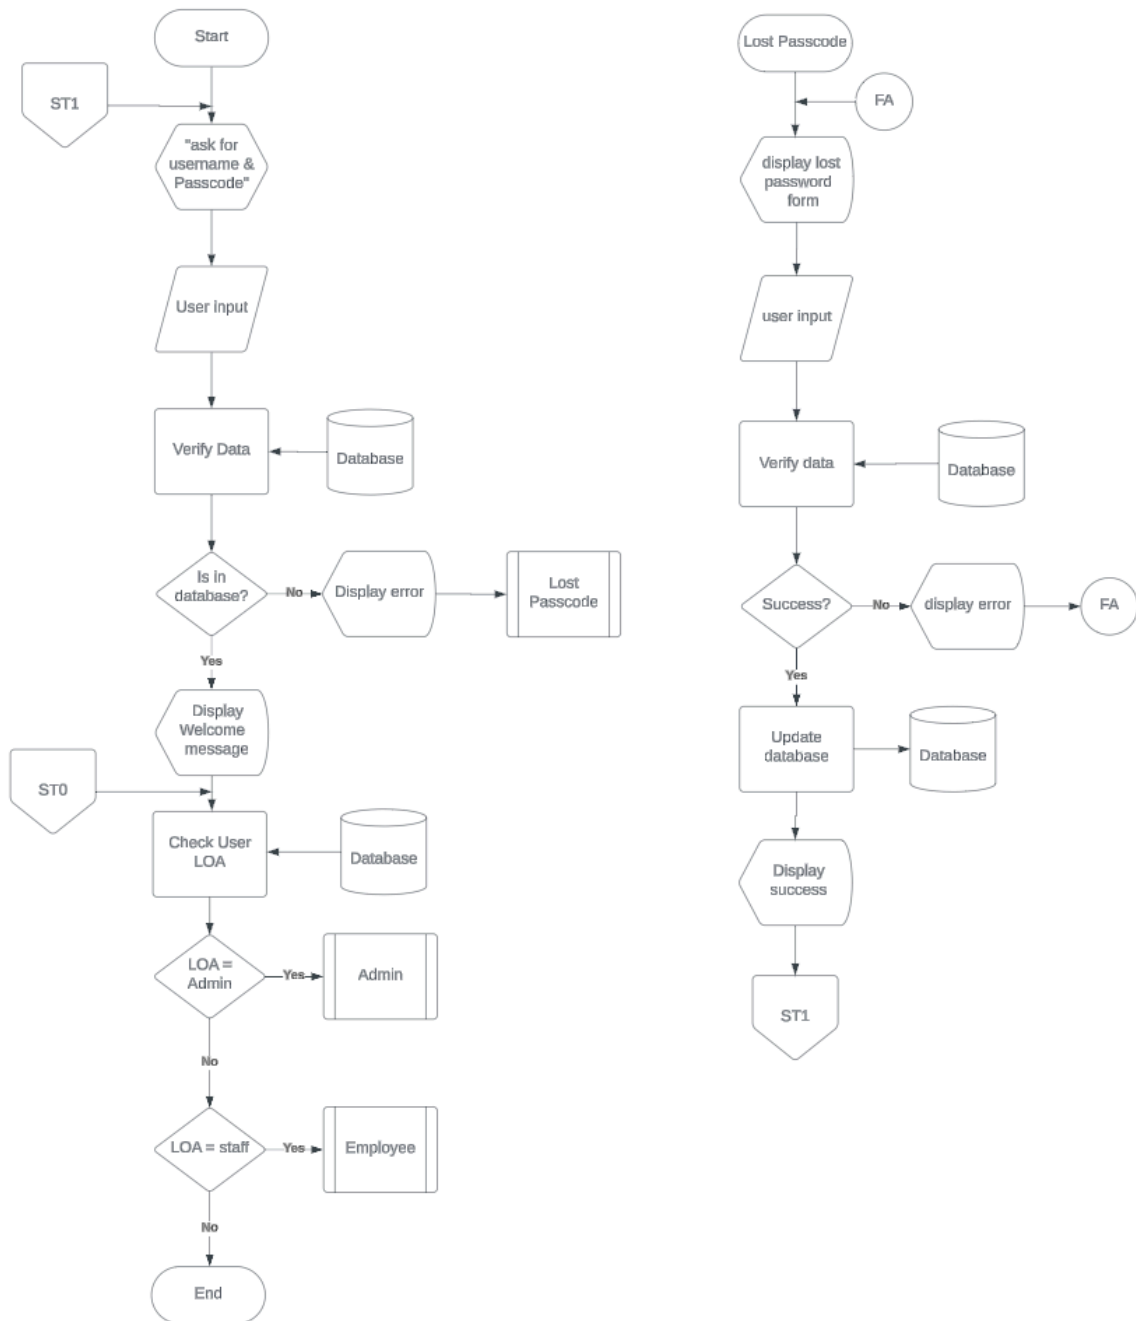 Start
ST1
"ask for
username &
Passcode"
User input
Verify Data
Database
Is in
database?
No
Display error
Lost
Passcode
Yes
Display
Welcome
message
ST0
Check User
LOA
Database
LOA =
Admin
Yes
Admin
No
LOA = staff
Yes
Employee
No
End
Lost Passcode
FA
display lost
password
form
user input
Verify data
Database
Success?
No
display error
FA
Yes
Update
database
Database
Display
success
ST1